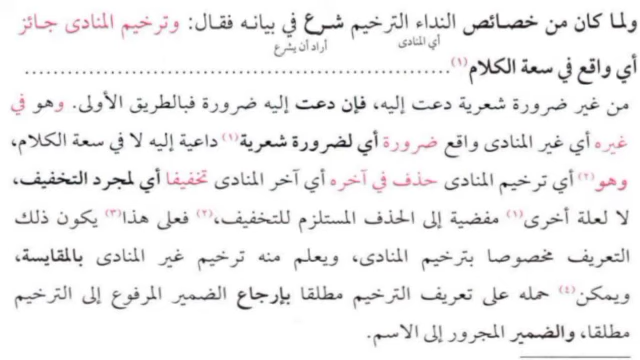 ولما كان من خصائص النداء الترخيم شرع في بيانه فقال: وترخيم المنادى جائز
أي المنادى أراد أن يشرع
أي واقع في سعة الكلام(١)..........................................................
من غير ضرورة شعرية دعت إليه، فإن دعت إليه ضرورة فبالطريق الأولى. وهو في
غيره أي غير المنادى واقع ضرورة أي لضرورة شعرية(١) داعية إليه لا في سعة الكلام،
وهو(٢) أي ترخيم المنادى حذف في آخره أي آخر المنادى تخفيفا أي لمجرد التخفيف،
لا لعلة أخرى(١) مفضية إلى الحذف المستلزم للتخفيف،(٢) فعلى هذا(٣) يكون ذلك
التعريف مخصوصا بترخيم المنادى، ويعلم منه ترخيم غير المنادى بالمقايسة،
ويمكن(٤) حمله على تعريف الترخيم مطلقا بإرجاع الضمير المرفوع إلى الترخيم
مطلقا، والضمير المجرور إلى الاسم.